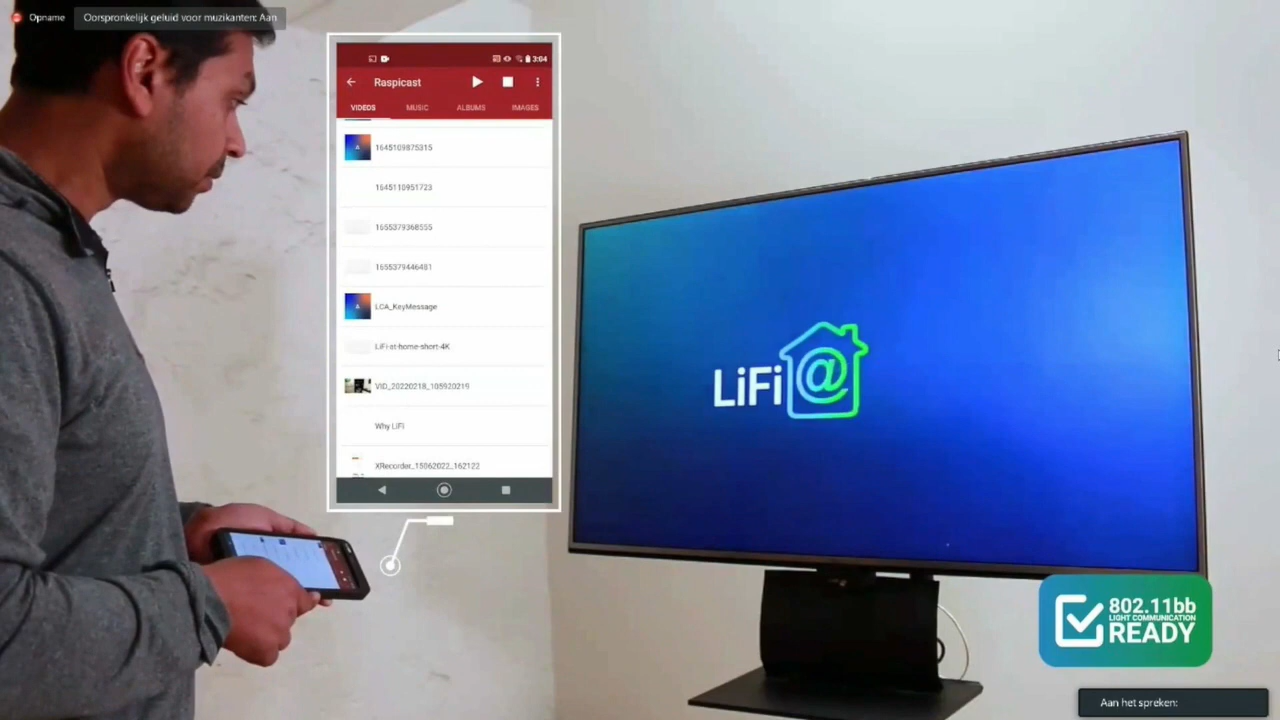 Opname
Oorspronkelijk geluid voor muzikanten: Aan
3:04
Raspicast
VIDEOS MUSIC ALBUMS IMAGES
1645109875315
1645110951723
1655379368555
1655379446481
LCA_KeyMessage
LiFi-at-home-short-4K
VID_20220218_105920219
Why LiFi
XRecorder_15062022_162122
LiFi@
802.11bb
LIGHT COMMUNICATION
READY
Aan het spreken: